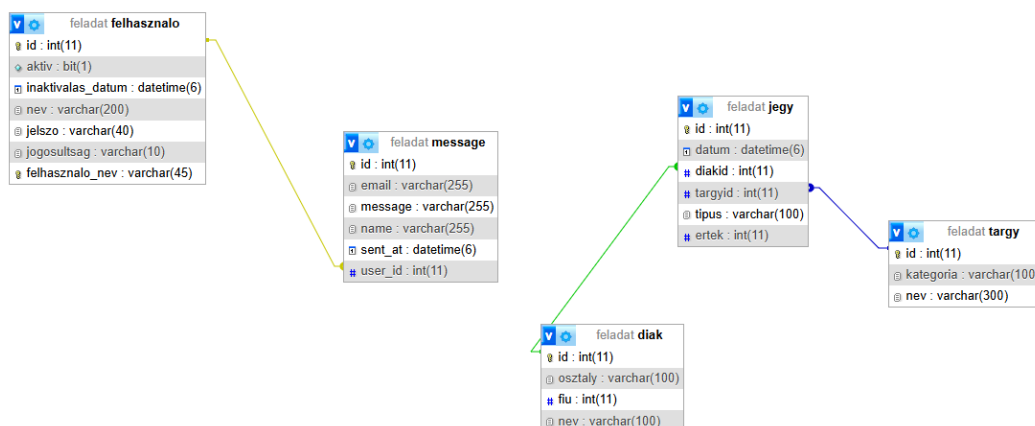 feladat felhasznalo
id : int(11)
aktiv : bit(1)
inaktivalas_datum : datetime(6)
nev : varchar(200)
jelszo : varchar(40)
jogosultsag : varchar(10)
felhasznalo_nev : varchar(45)
feladat message
id : int(11)
email : varchar(255)
message : varchar(255)
name : varchar(255)
sent_at : datetime(6)
user_id : int(11)
feladat jegy
id : int(11)
datum : datetime(6)
diakid : int(11)
targyid : int(11)
tipus : varchar(100)
ertek : int(11)
feladat targy
id : int(11)
kategoria : varchar(100
nev : varchar(300)
feladat diak
id : int(11)
osztaly : varchar(100)
fiu : int(11)
nev : varchar(100)